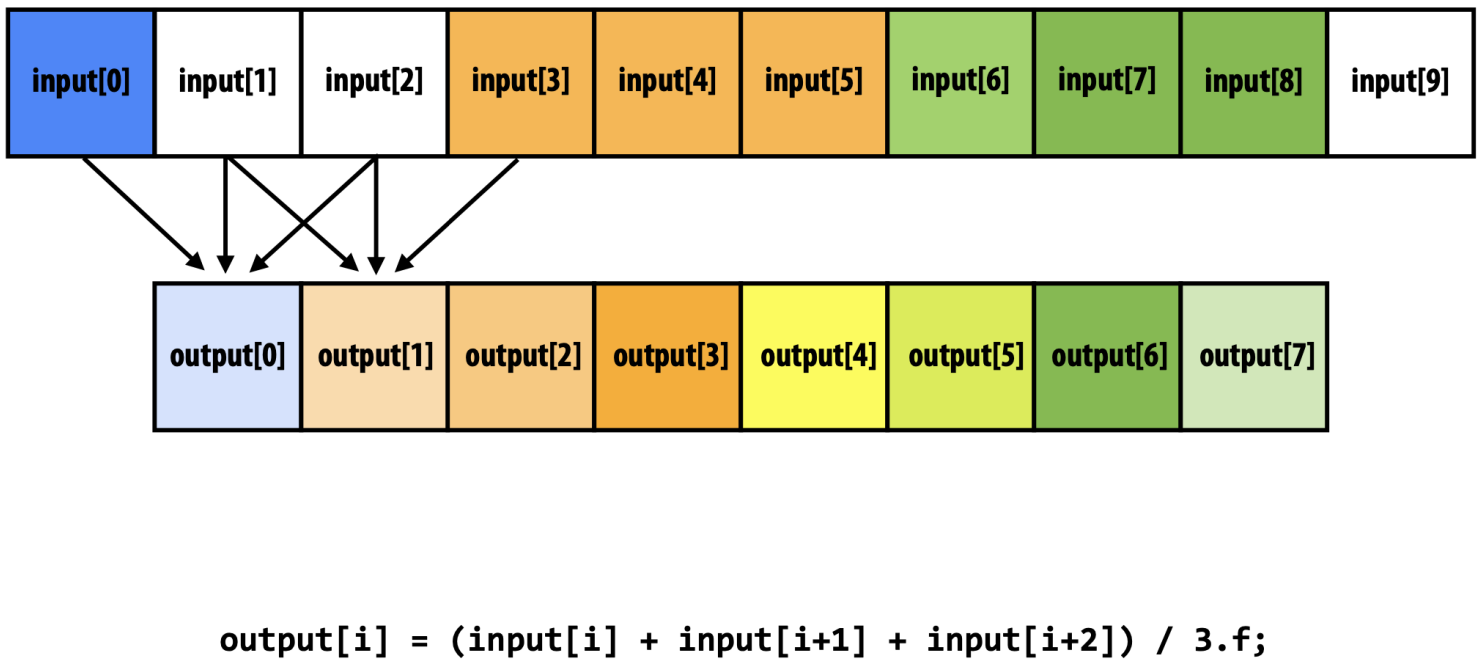 input[0] input[1] input[2] input[3] input[4] input[5] input[6] input[7] input[8] input[9]
output[0] output[1] output[2] output[3] output[4] output[5] output[6] output[7]
output[i] = (input[i] + input[i+1] + input[i+2]) / 3.f;